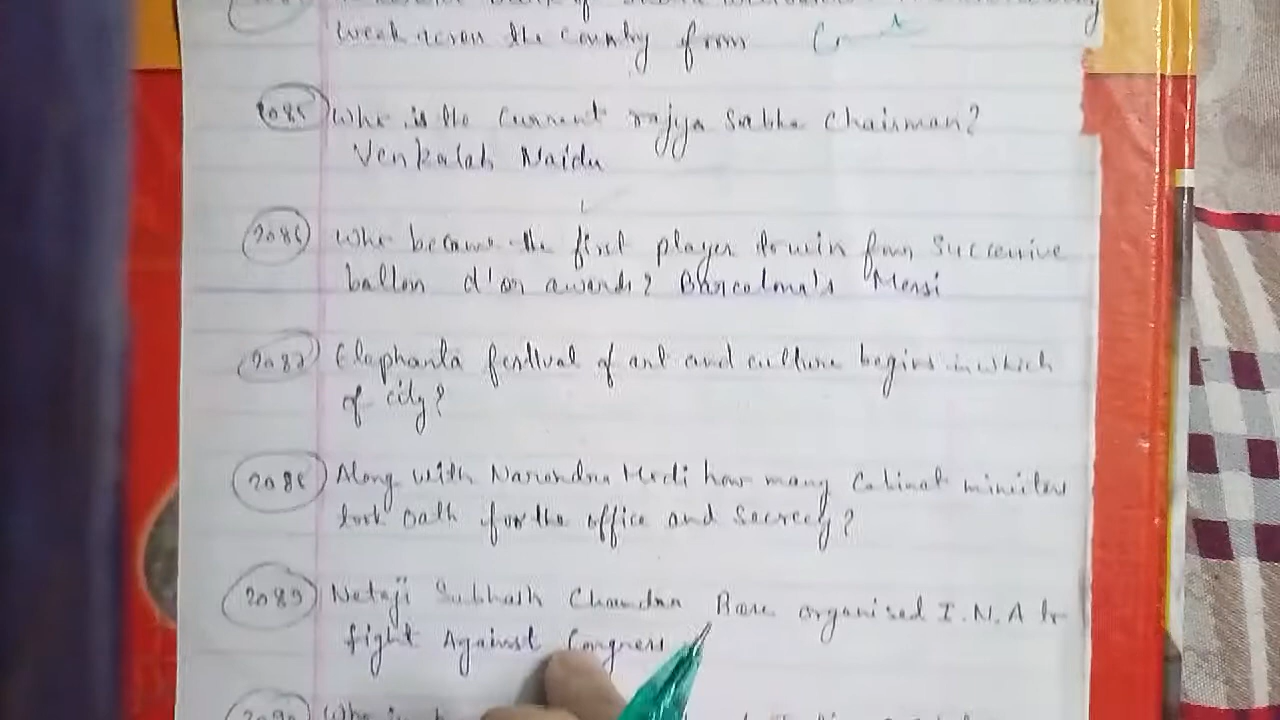 week across the country from
2085 Who is the current rajya Sabha Chairman?
Venkaiah Naidu
2086 Who became the first player to win four Successive
ballon d'or awards? Bhrcelona's Messi
2087 Elephanta festival of art and culture begins in which
of city?
2088 Along with Narendra Modi how many Cabinet ministers
took Oath for the office and Secrecy?
2089 Netaji Subhash Chandra Bose organised I.N.A to
fight Against Congress